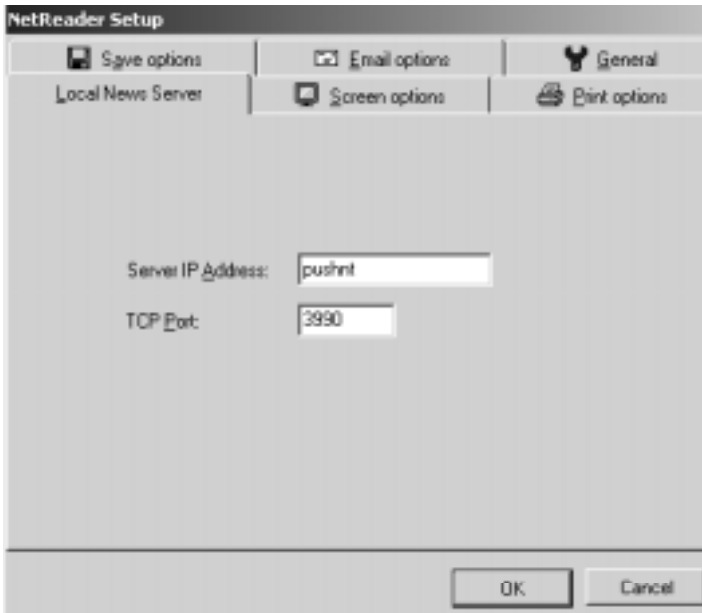 NetReader Setup
Save options
Email options
General
Local News Server
Screen options
Print options
Server IP Address:
pushnt
TCP Port:
3990
OK
Cancel